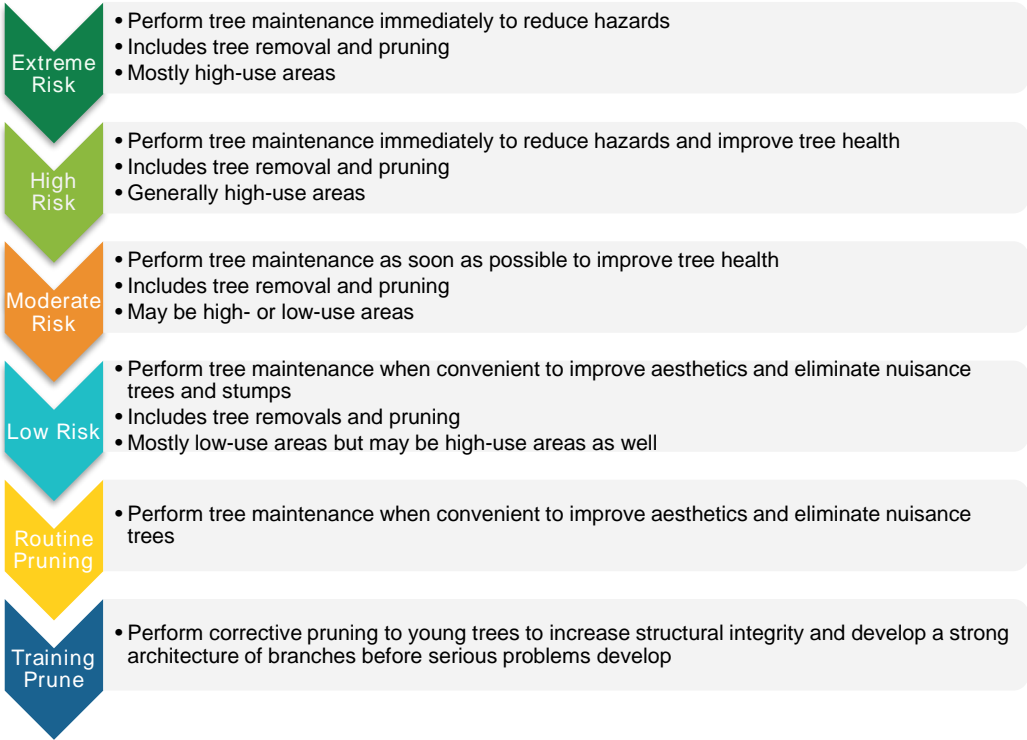 Extreme
Risk
• Perform tree maintenance immediately to reduce hazards
• Includes tree removal and pruning
• Mostly high-use areas
High
Risk
• Perform tree maintenance immediately to reduce hazards and improve tree health
• Includes tree removal and pruning
• Generally high-use areas
Moderate
Risk
• Perform tree maintenance as soon as possible to improve tree health
• Includes tree removal and pruning
• May be high- or low-use areas
Low Risk
• Perform tree maintenance when convenient to improve aesthetics and eliminate nuisance
trees and stumps
• Includes tree removals and pruning
• Mostly low-use areas but may be high-use areas as well
Routine
Pruning
• Perform tree maintenance when convenient to improve aesthetics and eliminate nuisance
trees
Training
Prune
• Perform corrective pruning to young trees to increase structural integrity and develop a strong
architecture of branches before serious problems develop